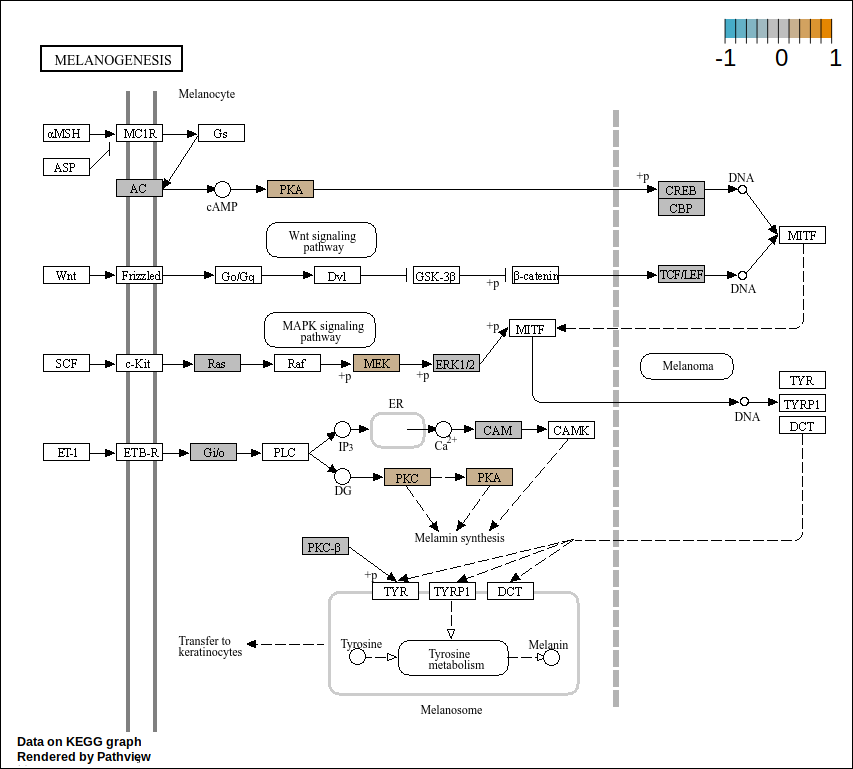 -1 0 1
MELANOGENESIS
Melanocyte
αMSH MC1R Gs
ASP
AC cAMP PKA +p CREB DNA
CBP
MITF
Wnt signaling
pathway
Wnt Frizzled Go/Gq Dvl GSK-3β +p β-catenin TCF/LEF DNA
MAPK signaling
pathway
+p MITF
SCF c-Kit Ras Raf +p MEK +p ERK1/2
Melanoma
TYR
DNA TYRP1
DCT
ER
ET-1 ETB-R Gi/o PLC IP3 Ca2+ CAM CAMK
DG PKC PKA
Melamin synthesis
PKC-β
+p
TYR TYRP1 DCT
Transfer to
keratinocytes
Tyrosine
Tyrosine
metabolism
Melanin
Melanosome
Data on KEGG graph
Rendered by Pathview